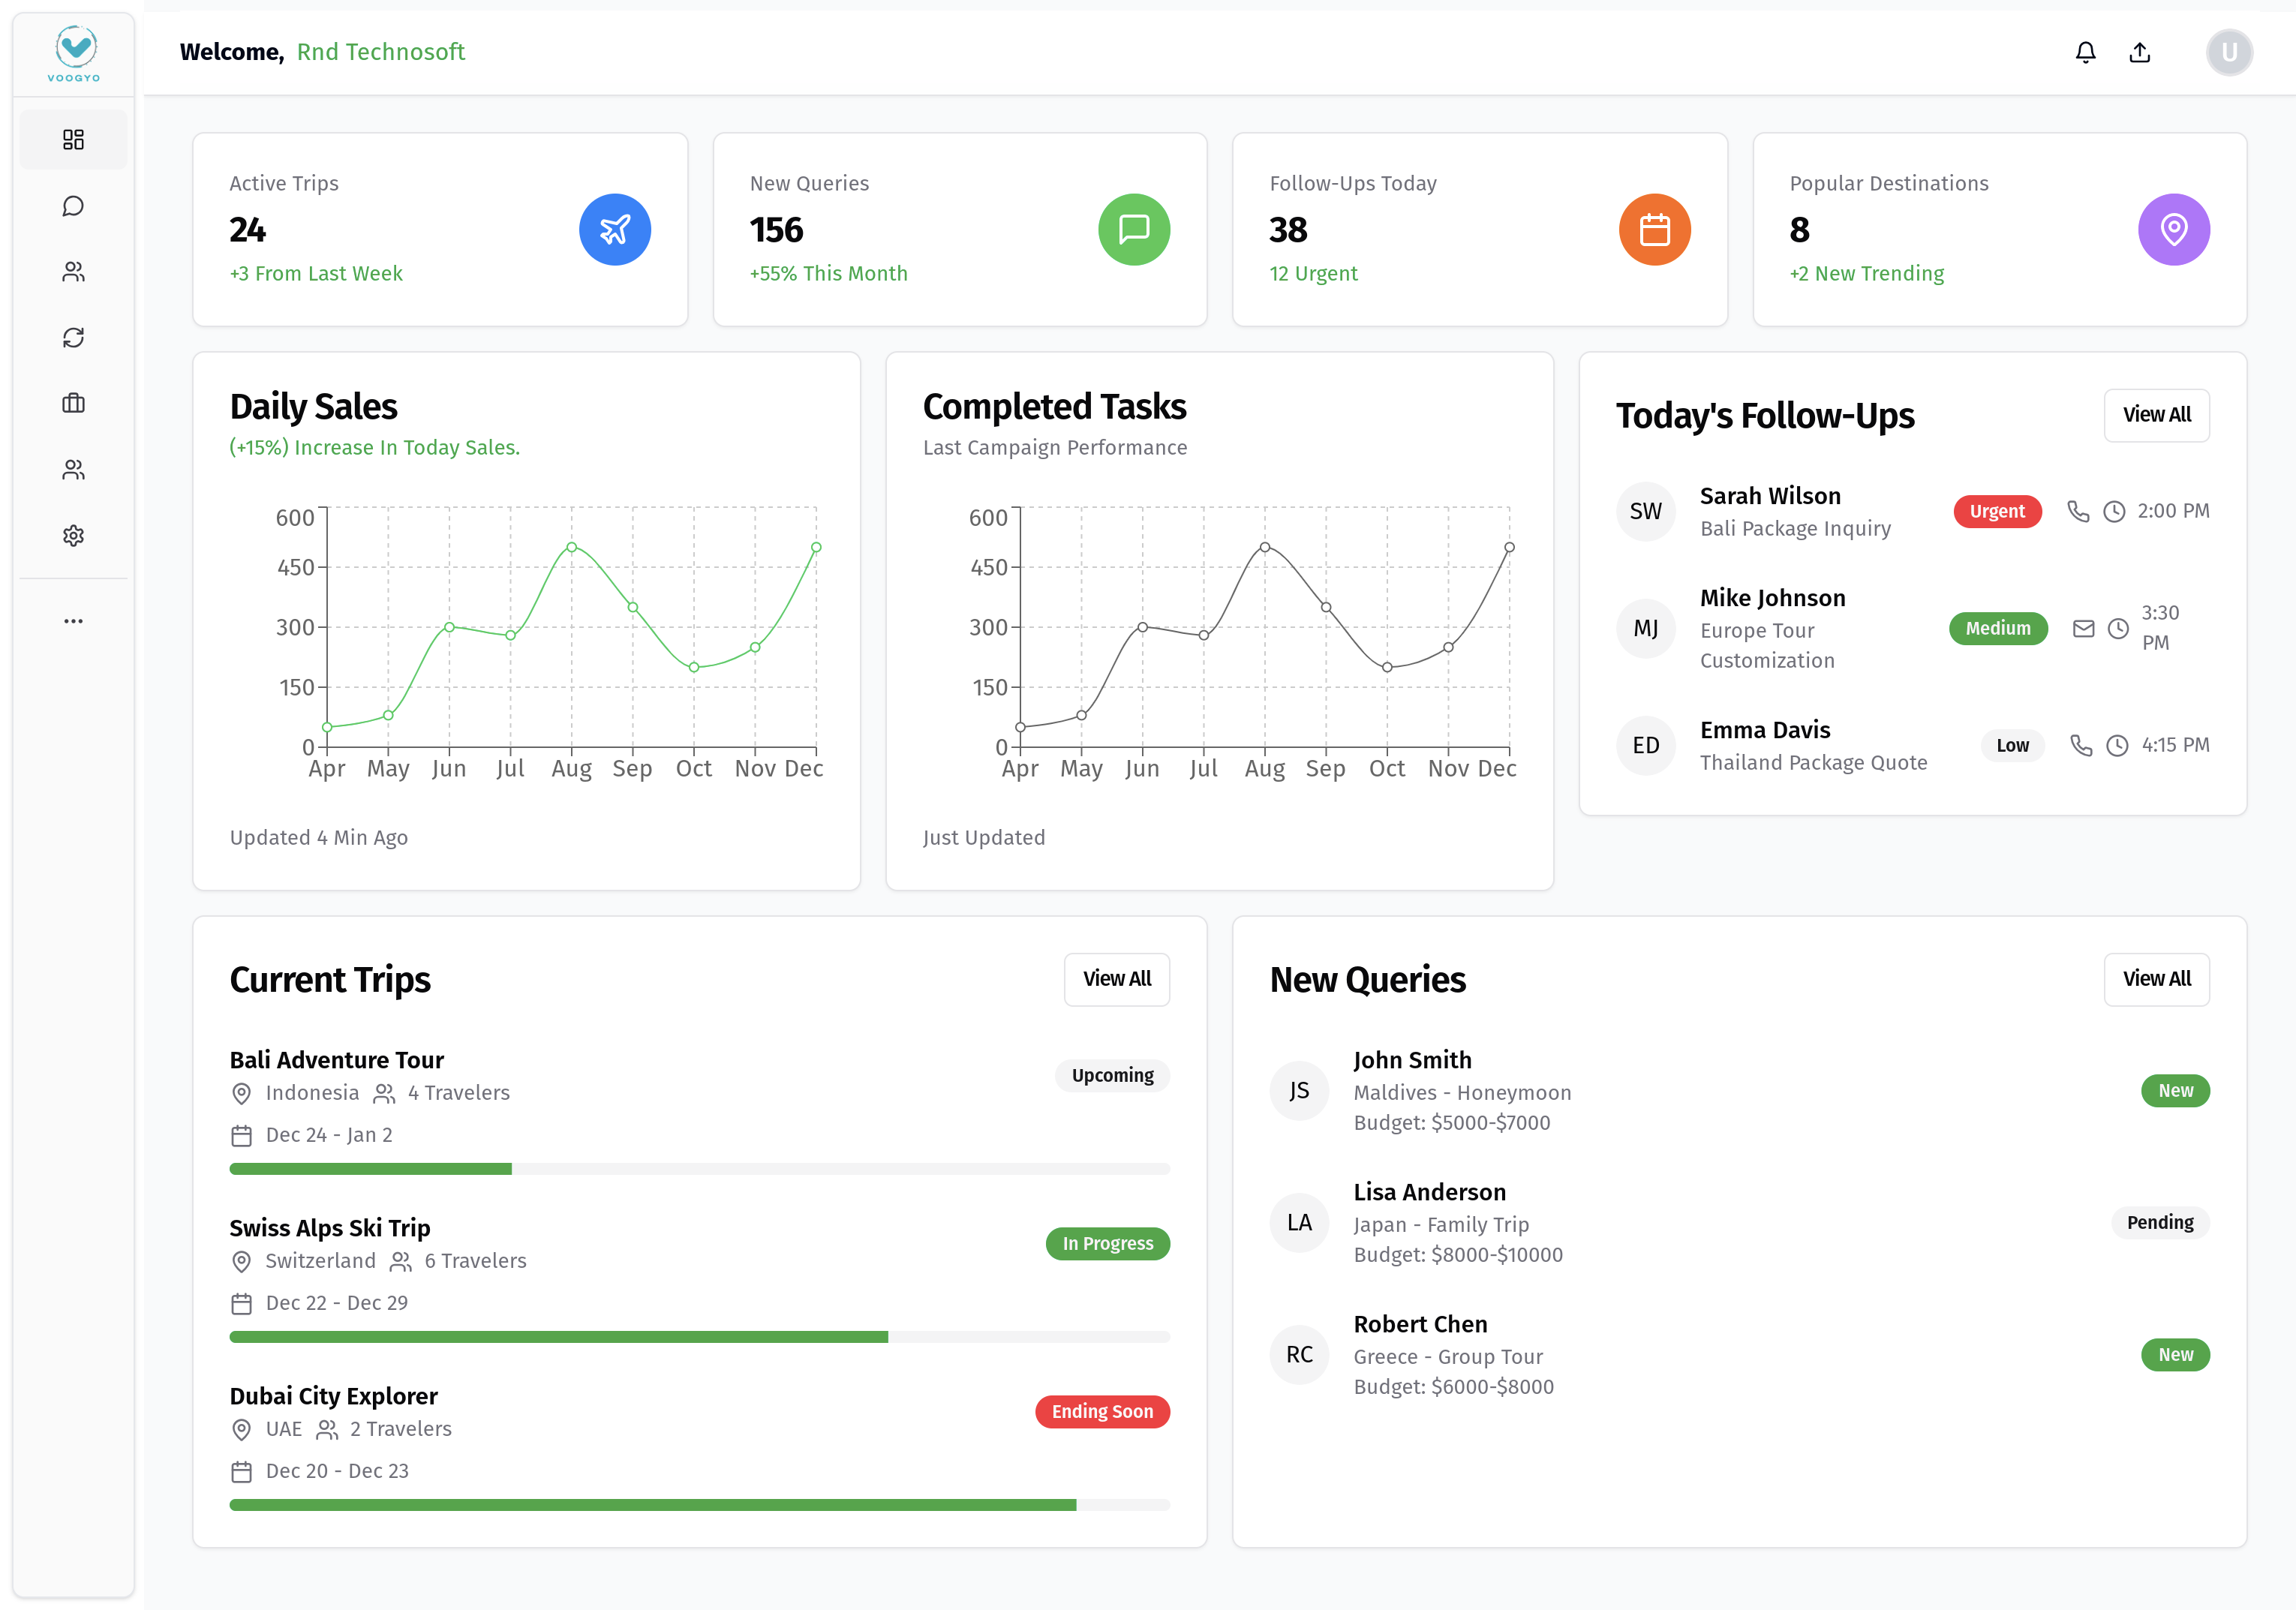 VOOGYO
Welcome, Rnd Technosoft
U
Active Trips
24
+3 From Last Week
New Queries
156
+55% This Month
Follow-Ups Today
38
12 Urgent
Popular Destinations
8
+2 New Trending
Daily Sales
(+15%) Increase In Today Sales.
600
450
300
150
0
Apr May Jun Jul Aug Sep Oct Nov Dec
Updated 4 Min Ago
Completed Tasks
Last Campaign Performance
600
450
300
150
0
Apr May Jun Jul Aug Sep Oct Nov Dec
Just Updated
Today's Follow-Ups
View All
SW
Sarah Wilson
Bali Package Inquiry
Urgent
2:00 PM
MJ
Mike Johnson
Europe Tour
Customization
Medium
3:30
PM
ED
Emma Davis
Thailand Package Quote
Low
4:15 PM
Current Trips
View All
Bali Adventure Tour
Indonesia 4 Travelers
Upcoming
Dec 24 - Jan 2
Swiss Alps Ski Trip
Switzerland 6 Travelers
In Progress
Dec 22 - Dec 29
Dubai City Explorer
UAE 2 Travelers
Ending Soon
Dec 20 - Dec 23
New Queries
View All
JS
John Smith
Maldives - Honeymoon
Budget: $5000-$7000
New
LA
Lisa Anderson
Japan - Family Trip
Budget: $8000-$10000
Pending
RC
Robert Chen
Greece - Group Tour
Budget: $6000-$8000
New